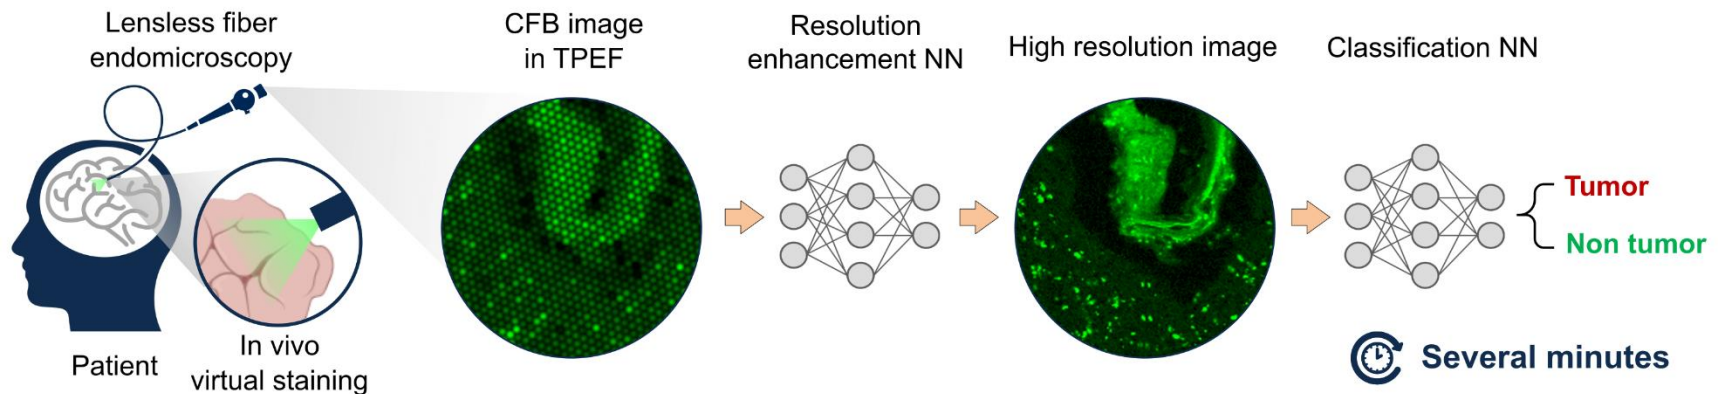 Lensless fiber
endomicroscopy
CFB image
in TPEF
Resolution
enhancement NN
High resolution image
Classification NN
Tumor
Non tumor
Patient
In vivo
virtual staining
Several minutes